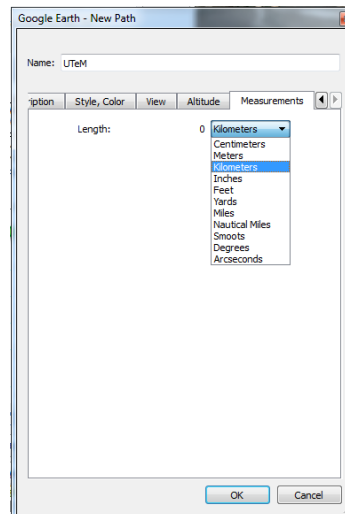 Google Earth - New Path
Name: UTeM
iption Style, Color View Altitude Measurements
Length: 0 Kilometers
Centimeters
Meters
Kilometers
Inches
Feet
Yards
Miles
Nautical Miles
Smoots
Degrees
Arcseconds
OK Cancel